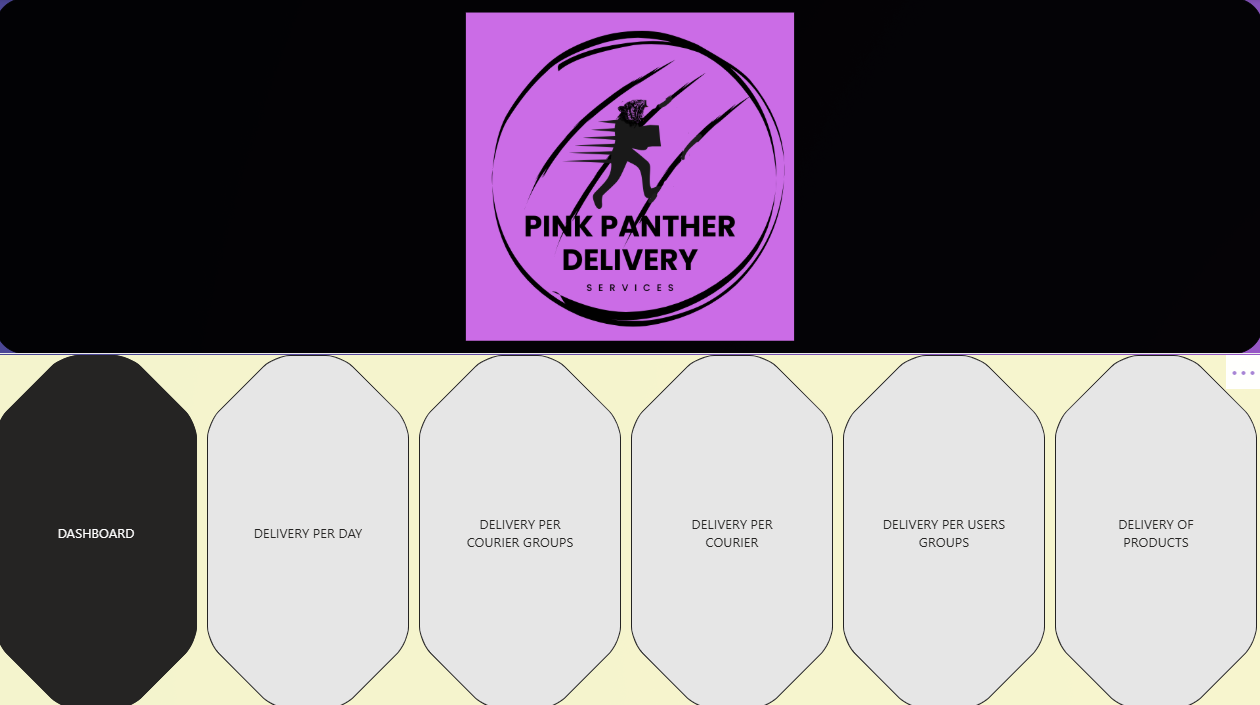 PINK PANTHER
DELIVERY
SERVICES
DASHBOARD
DELIVERY PER DAY
DELIVERY PER
COURIER GROUPS
DELIVERY PER
COURIER
DELIVERY PER USERS
GROUPS
DELIVERY OF
PRODUCTS